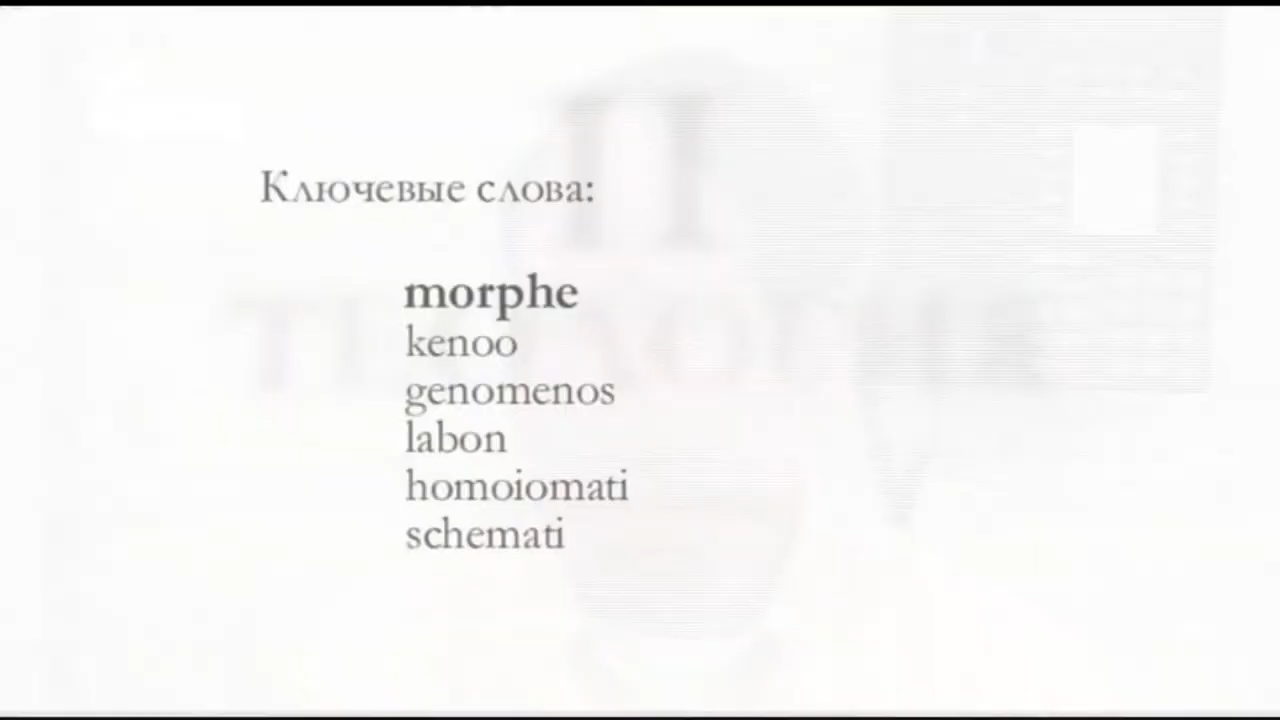 Ключевые слова:
morphe
kenoo
genomenos
labon
homoiomati
schemati